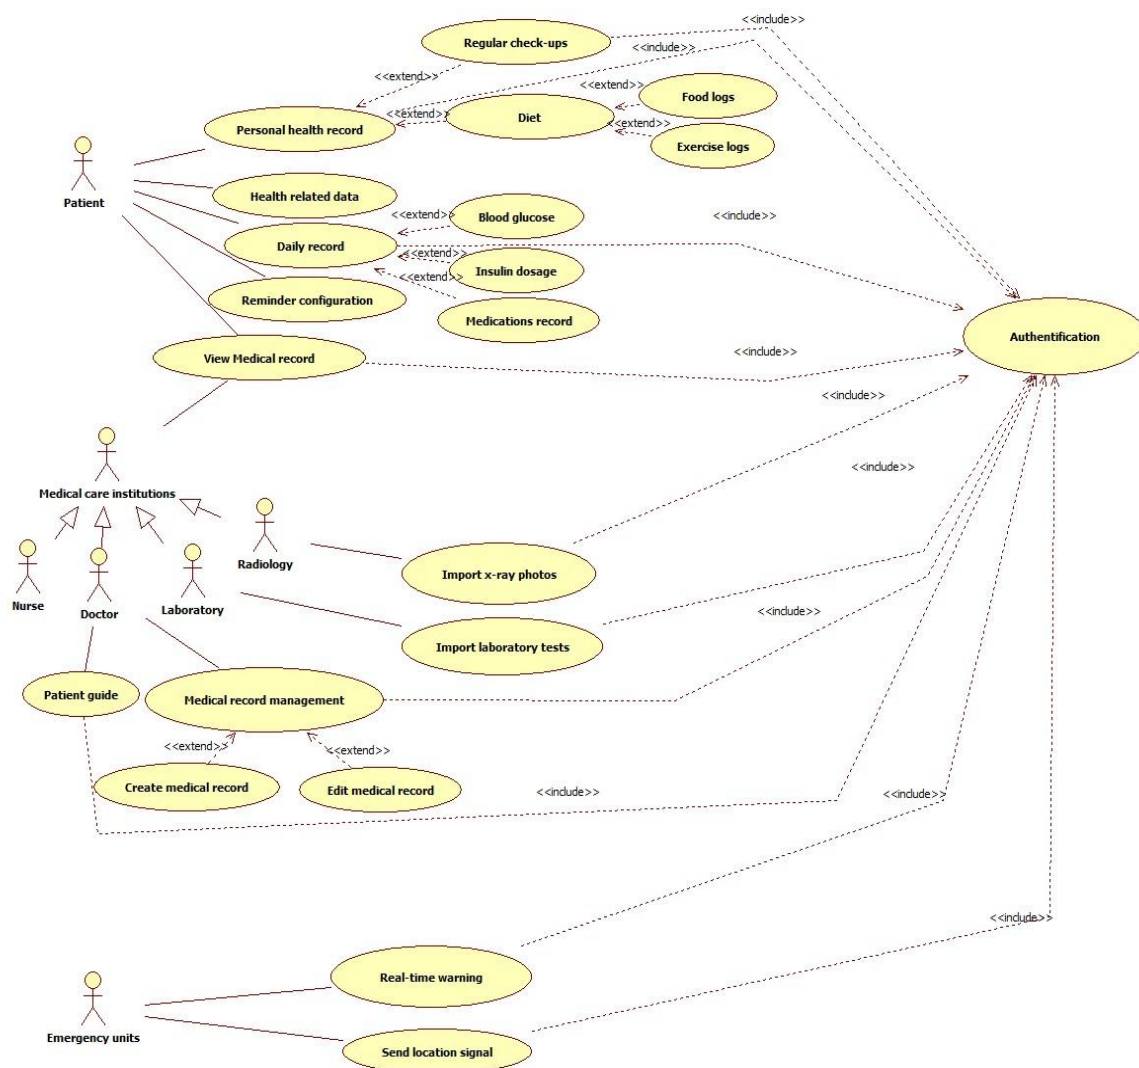 <<include>>
Regular check-ups
<<include>>
<<extend>>
<<extend>>
Food logs
<<extend>>
Diet
Personal health record
<<extend>>
Exercise logs
Patient
Health related data
<<extend>>
Blood glucose
<<include>>
Daily record
<<extend>>
Insulin dosage
<<extend>>
Reminder configuration
Medications record
Authentification
View Medical record
<<include>>
<<include>>
Medical care institutions
<<include>>
Radiology
Import x-ray photos
Nurse
Doctor
Laboratory
<<include>>
Import laboratory tests
Patient guide
Medical record management
<<extend>>
<<extend>>
Create medical record
Edit medical record
<<include>>
<<include>>
<<include>>
Real-time warning
Emergency units
Send location signal